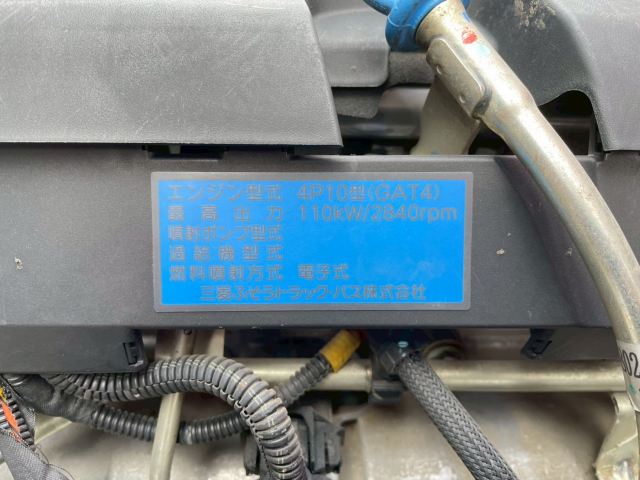 エンジン型式 4P10型(GAT4)
最高出力 110kW/2840rpm
噴射ポンプ型式
過給機型式
燃料噴射方式 電子式
三菱ふそうトラック・バス株式会社